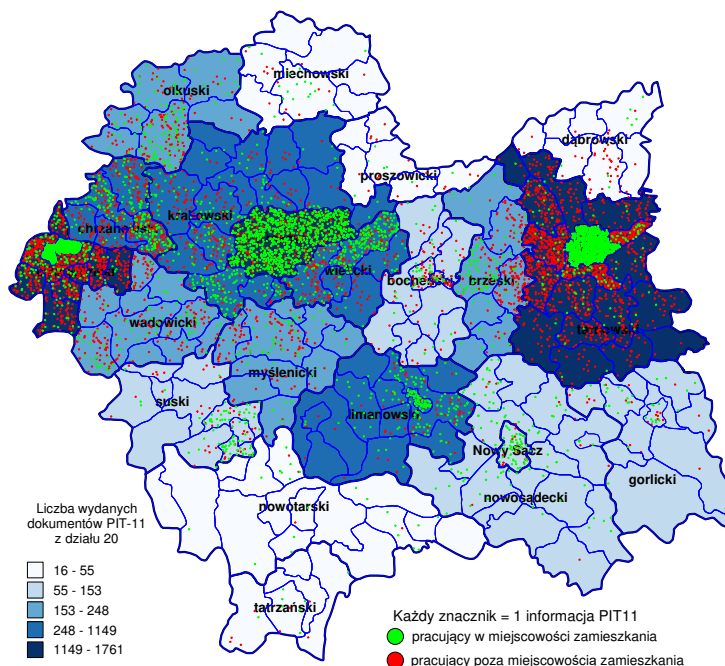 miechowski
olkuski
dąbrowski
proszowicki
krakowski
wielicki
bocheński
brzeski
wadowicki
myślenicki
suski
limanowski
Nowy Sącz
nowosądecki
gorlicki
nowotarski
tatrzański
Liczba wydanych
dokumentów PIT-11
z działu 20
16 - 55
55 - 153
153 - 248
248 - 1149
1149 - 1761
Każdy znacznik = 1 informacja PIT11
pracujący w miejscowości zamieszkania
pracujący poza miejscowością zamieszkania